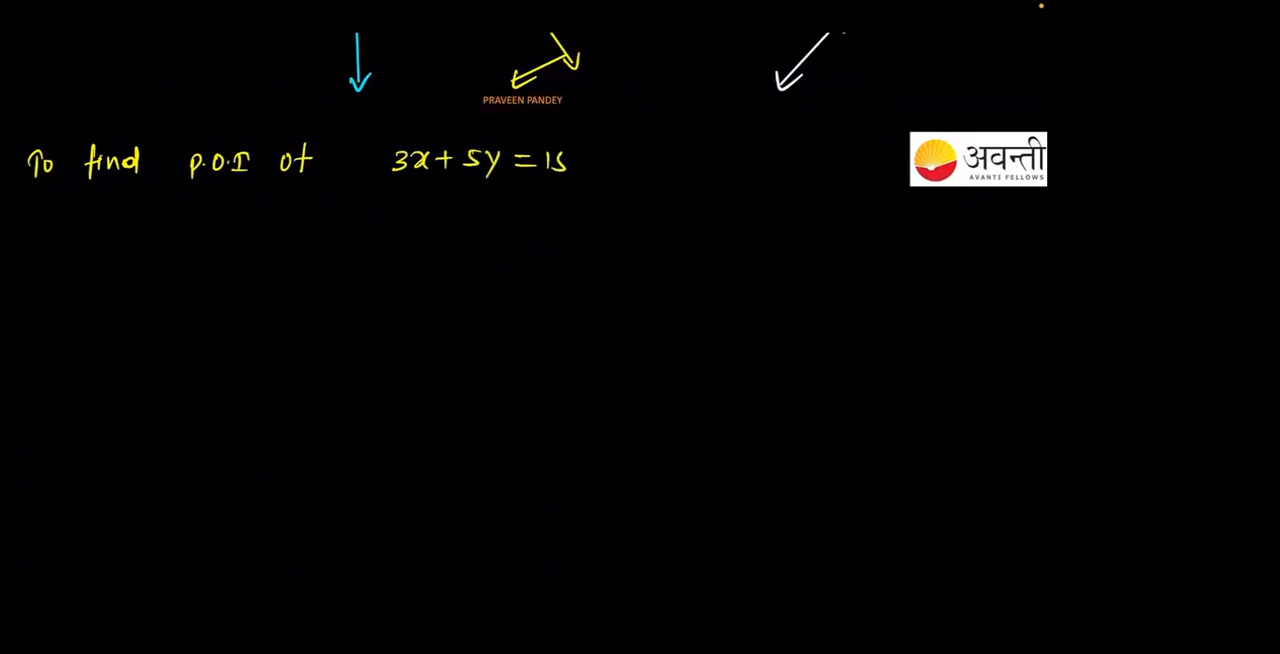 PRAVEEN PANDEY
To find P.O.I of 3x + 5y = 15
अवन्ती
AVANTI FELLOWS